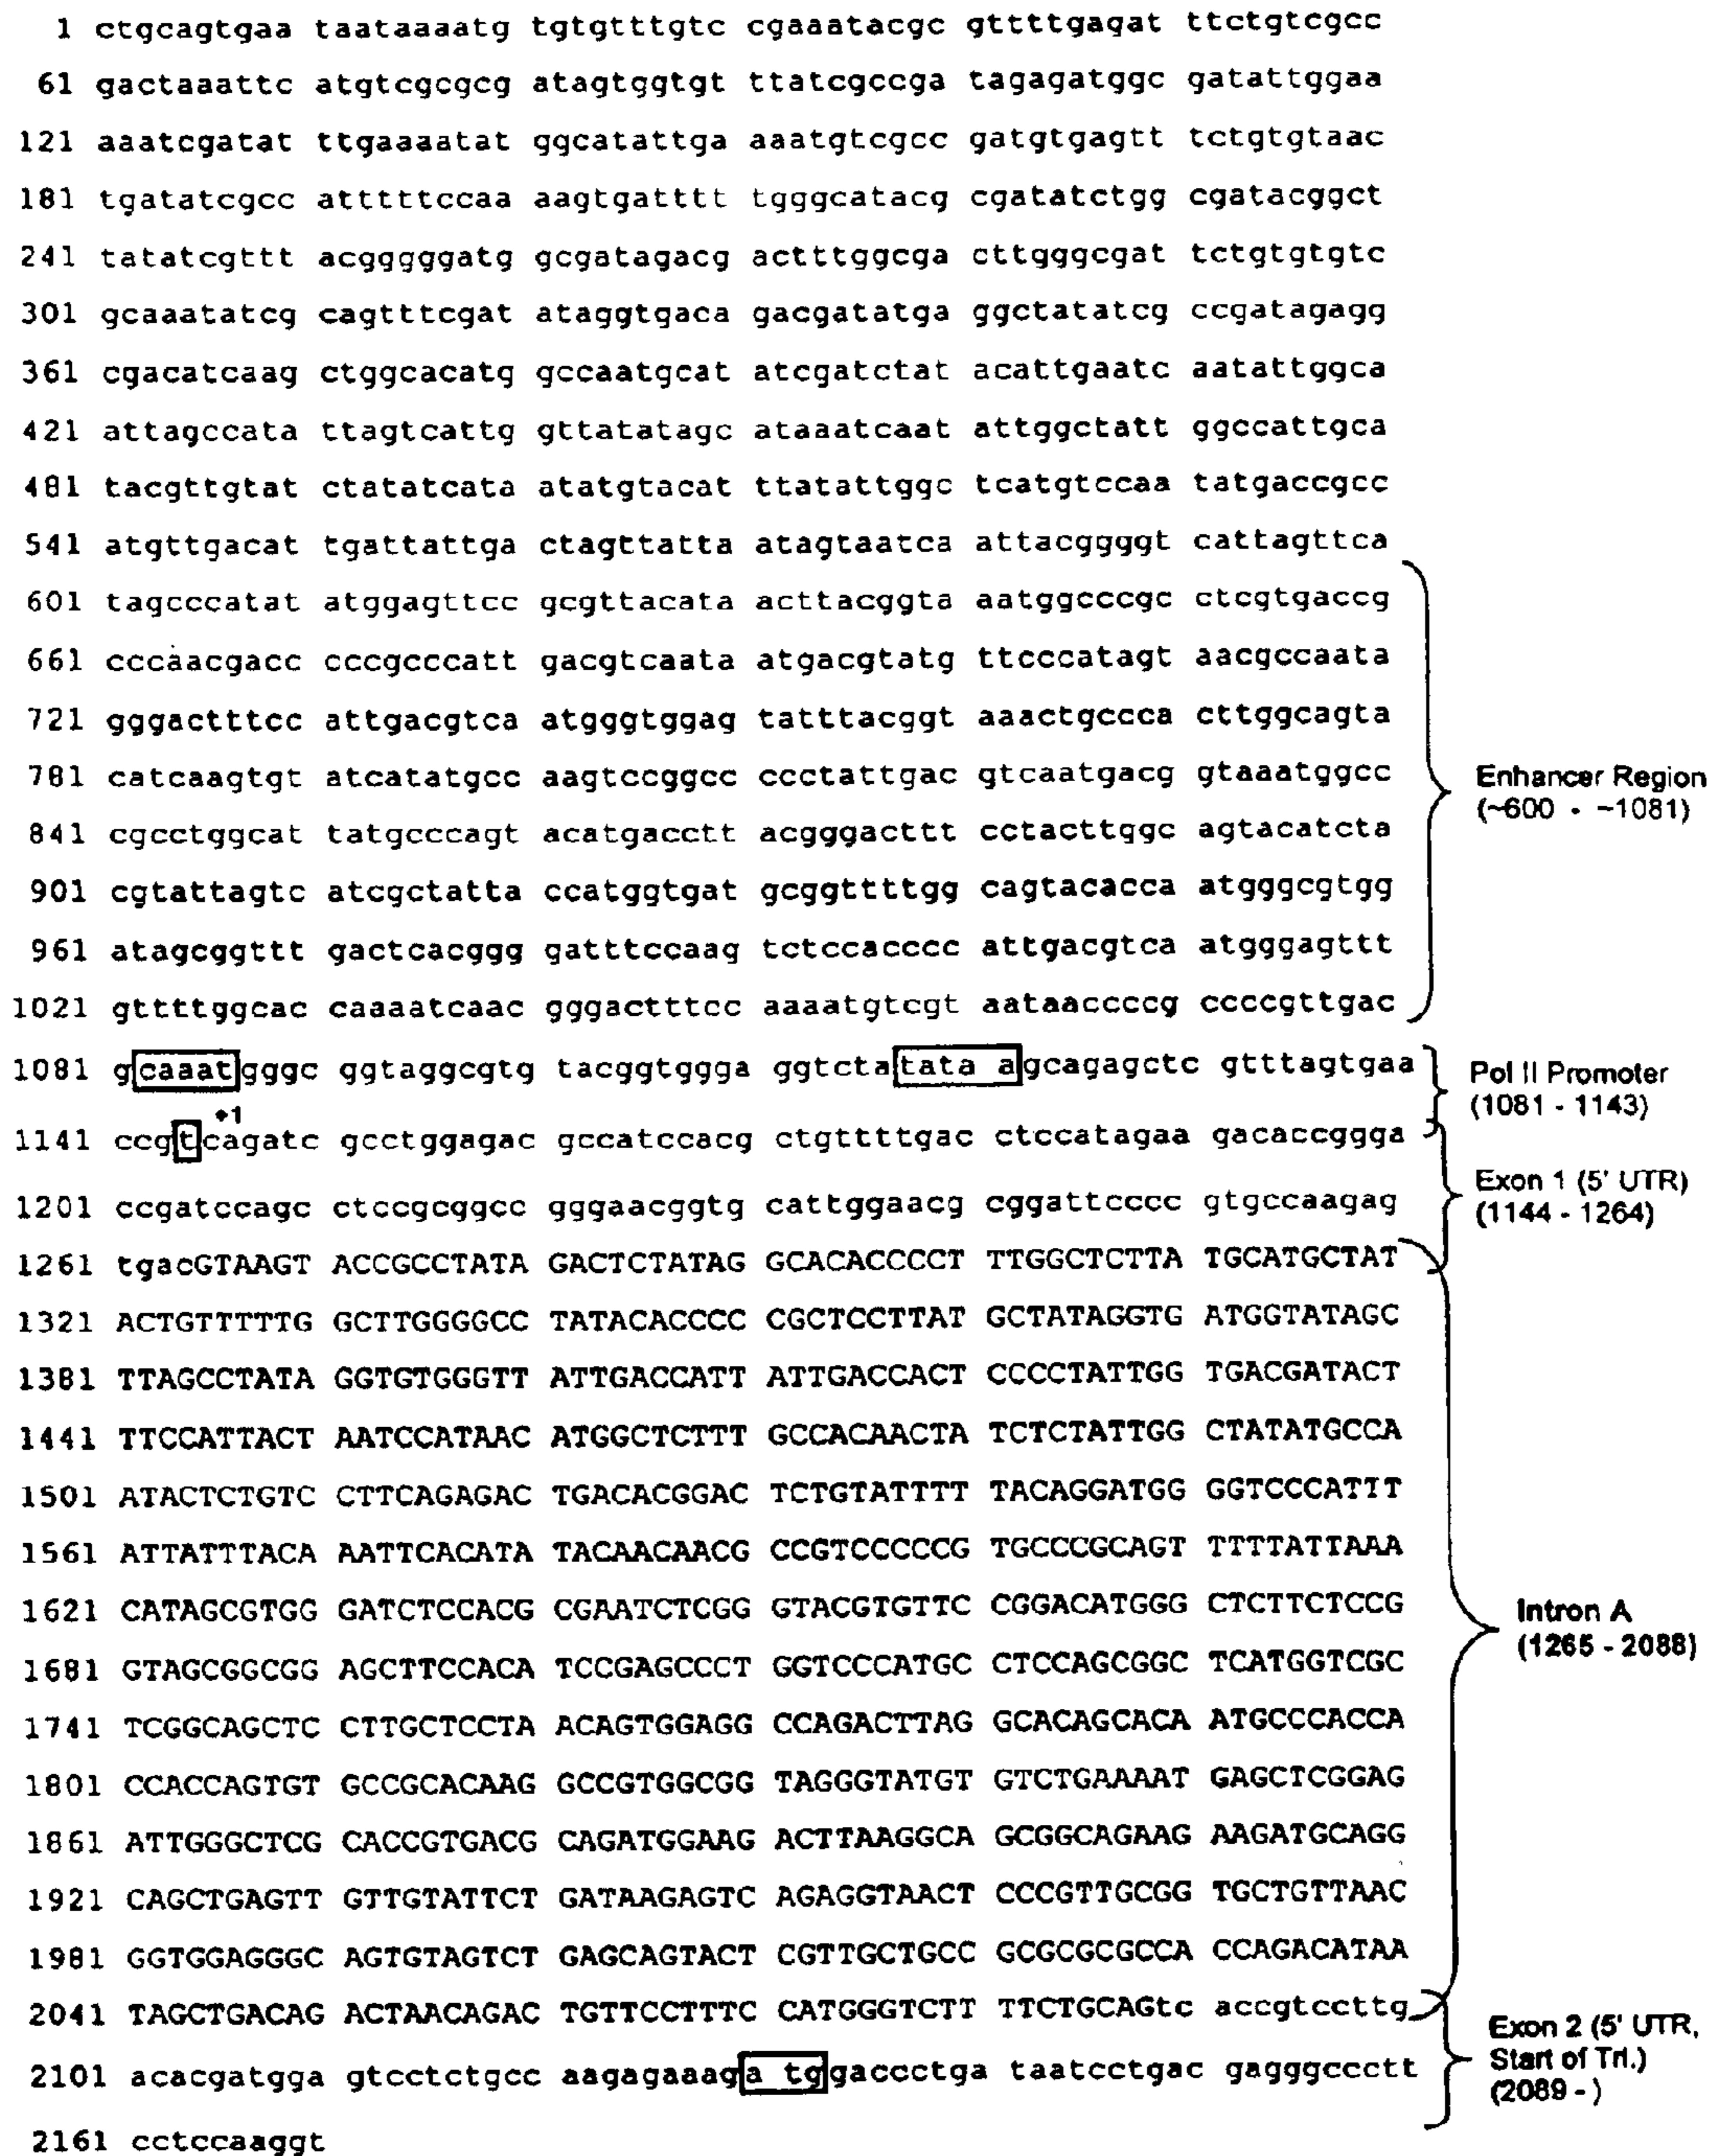 1 ctgcagtgaa taataaaatg tgtgtttgtc cgaaatacgc gttttgagat ttctgtcgcc
61 gactaaattc atgtcgcgcg atagtggtgt ttatcgccga tagagatggc gatattggaa
121 aaatcgatat ttgaaaatat ggcatattga aaatgtcgcc gatgtgagtt tctgtgtaac
181 tgatatcgcc atttttccaa aagtgatttt tgggcatacg cgatatctgg cgatacggct
241 tatatcgttt acgggggatg gcgatagacg actttggcga cttgggcgat tctgtgtgtc
301 gcaaatatcg cagtttcgat ataggtgaca gacgatatga ggctatatcg ccgatagagg
361 cgacatcaag ctggcacatg gccaatgcat atcgatctat acattgaatc aatattggca
421 attagccata ttagtcattg gttatatagc ataaatcaat attggctatt ggccattgca
481 tacgttgtat ctatatcata atatgtacat ttatattggc tcatgtccaa tatgaccgcc
541 atgttgacat tgattattga ctagttatta atagtaatca attacggggt cattagttca
601 tagcccatat atggagttcc gcgttacata acttacggta aatggcccgc ctcgtgaccg
661 cccaacgacc cccgcccatt gacgtcaata atgacgtatg ttcccatagt aacgccaata
721 gggactttcc attgacgtca atgggtggag tatttacggt aaactgccca cttggcagta
781 catcaagtgt atcatatgcc aagtccggcc ccctattgac gtcaatgacg gtaaatggcc
Enhancer Region
(~600 - ~1081)
841 cgcctggcat tatgcccagt acatgacctt acgggacttt cctacttggc agtacatcta
901 cgtattagtc atcgctatta ccatggtgat gcggttttgg cagtacacca atgggcgtgg
961 atagcggttt gactcacggg gatttccaag tctccacccc attgacgtca atgggagttt
1021 gttttggcac caaaatcaac gggactttcc aaaatgtcgt aataaccccg ccccgttgac
1081 gcaaatgggc ggtaggcgtg tacggtggga ggtctatata agcagagctc gtttagtgaa
Pol II Promoter
(1081 - 1143)
+1
1141 ccgtcagatc gcctggagac gccatccacg ctgttttgac ctccatagaa gacaccggga
Exon 1 (5' UTR)
(1144 - 1264)
1201 ccgatccagc ctccgcggcc gggaacggtg cattggaacg cggattcccc gtgccaagag
1261 tgacGTAAGT ACCGCCTATA GACTCTATAG GCACACCCCT TTGGCTCTTA TGCATGCTAT
1321 ACTGTTTTTG GCTTGGGGCC TATACACCCC CGCTCCTTAT GCTATAGGTG ATGGTATAGC
1381 TTAGCCTATA GGTGTGGGTT ATTGACCATT ATTGACCACT CCCCTATTGG TGACGATACT
1441 TTCCATTACT AATCCATAAC ATGGCTCTTT GCCACAACTA TCTCTATTGG CTATATGCCA
1501 ATACTCTGTC CTTCAGAGAC TGACACGGAC TCTGTATTTT TACAGGATGG GGTCCCATTT
1561 ATTATTTACA AATTCACATA TACAACAACG CCGTCCCCCG TGCCCGCAGT TTTTATTAAA
1621 CATAGCGTGG GATCTCCACG CGAATCTCGG GTACGTGTTC CGGACATGGG CTCTTCTCCG
Intron A
(1265 - 2088)
1681 GTAGCGGCGG AGCTTCCACA TCCGAGCCCT GGTCCCATGC CTCCAGCGGC TCATGGTCGC
1741 TCGGCAGCTC CTTGCTCCTA ACAGTGGAGG CCAGACTTAG GCACAGCACA ATGCCCACCA
1801 CCACCAGTGT GCCGCACAAG GCCGTGGCGG TAGGGTATGT GTCTGAAAAT GAGCTCGGAG
1861 ATTGGGCTCG CACCGTGACG CAGATGGAAG ACTTAAGGCA GCGGCAGAAG AAGATGCAGG
1921 CAGCTGAGTT GTTGTATTCT GATAAGAGTC AGAGGTAACT CCCGTTGCGG TGCTGTTAAC
1981 GGTGGAGGGC AGTGTAGTCT GAGCAGTACT CGTTGCTGCC GCGCGCGCCA CCAGACATAA
2041 TAGCTGACAG ACTAACAGAC TGTTCCTTTC CATGGGTCTT TTCTGCAGtc accgtccttg
Exon 2 (5' UTR,
Start of Trl.)
(2089 - )
2101 acacgatgga gtcctctgcc aagagaaaga tggaccctga taatcctgac gagggccctt
2161 cctccaaggt